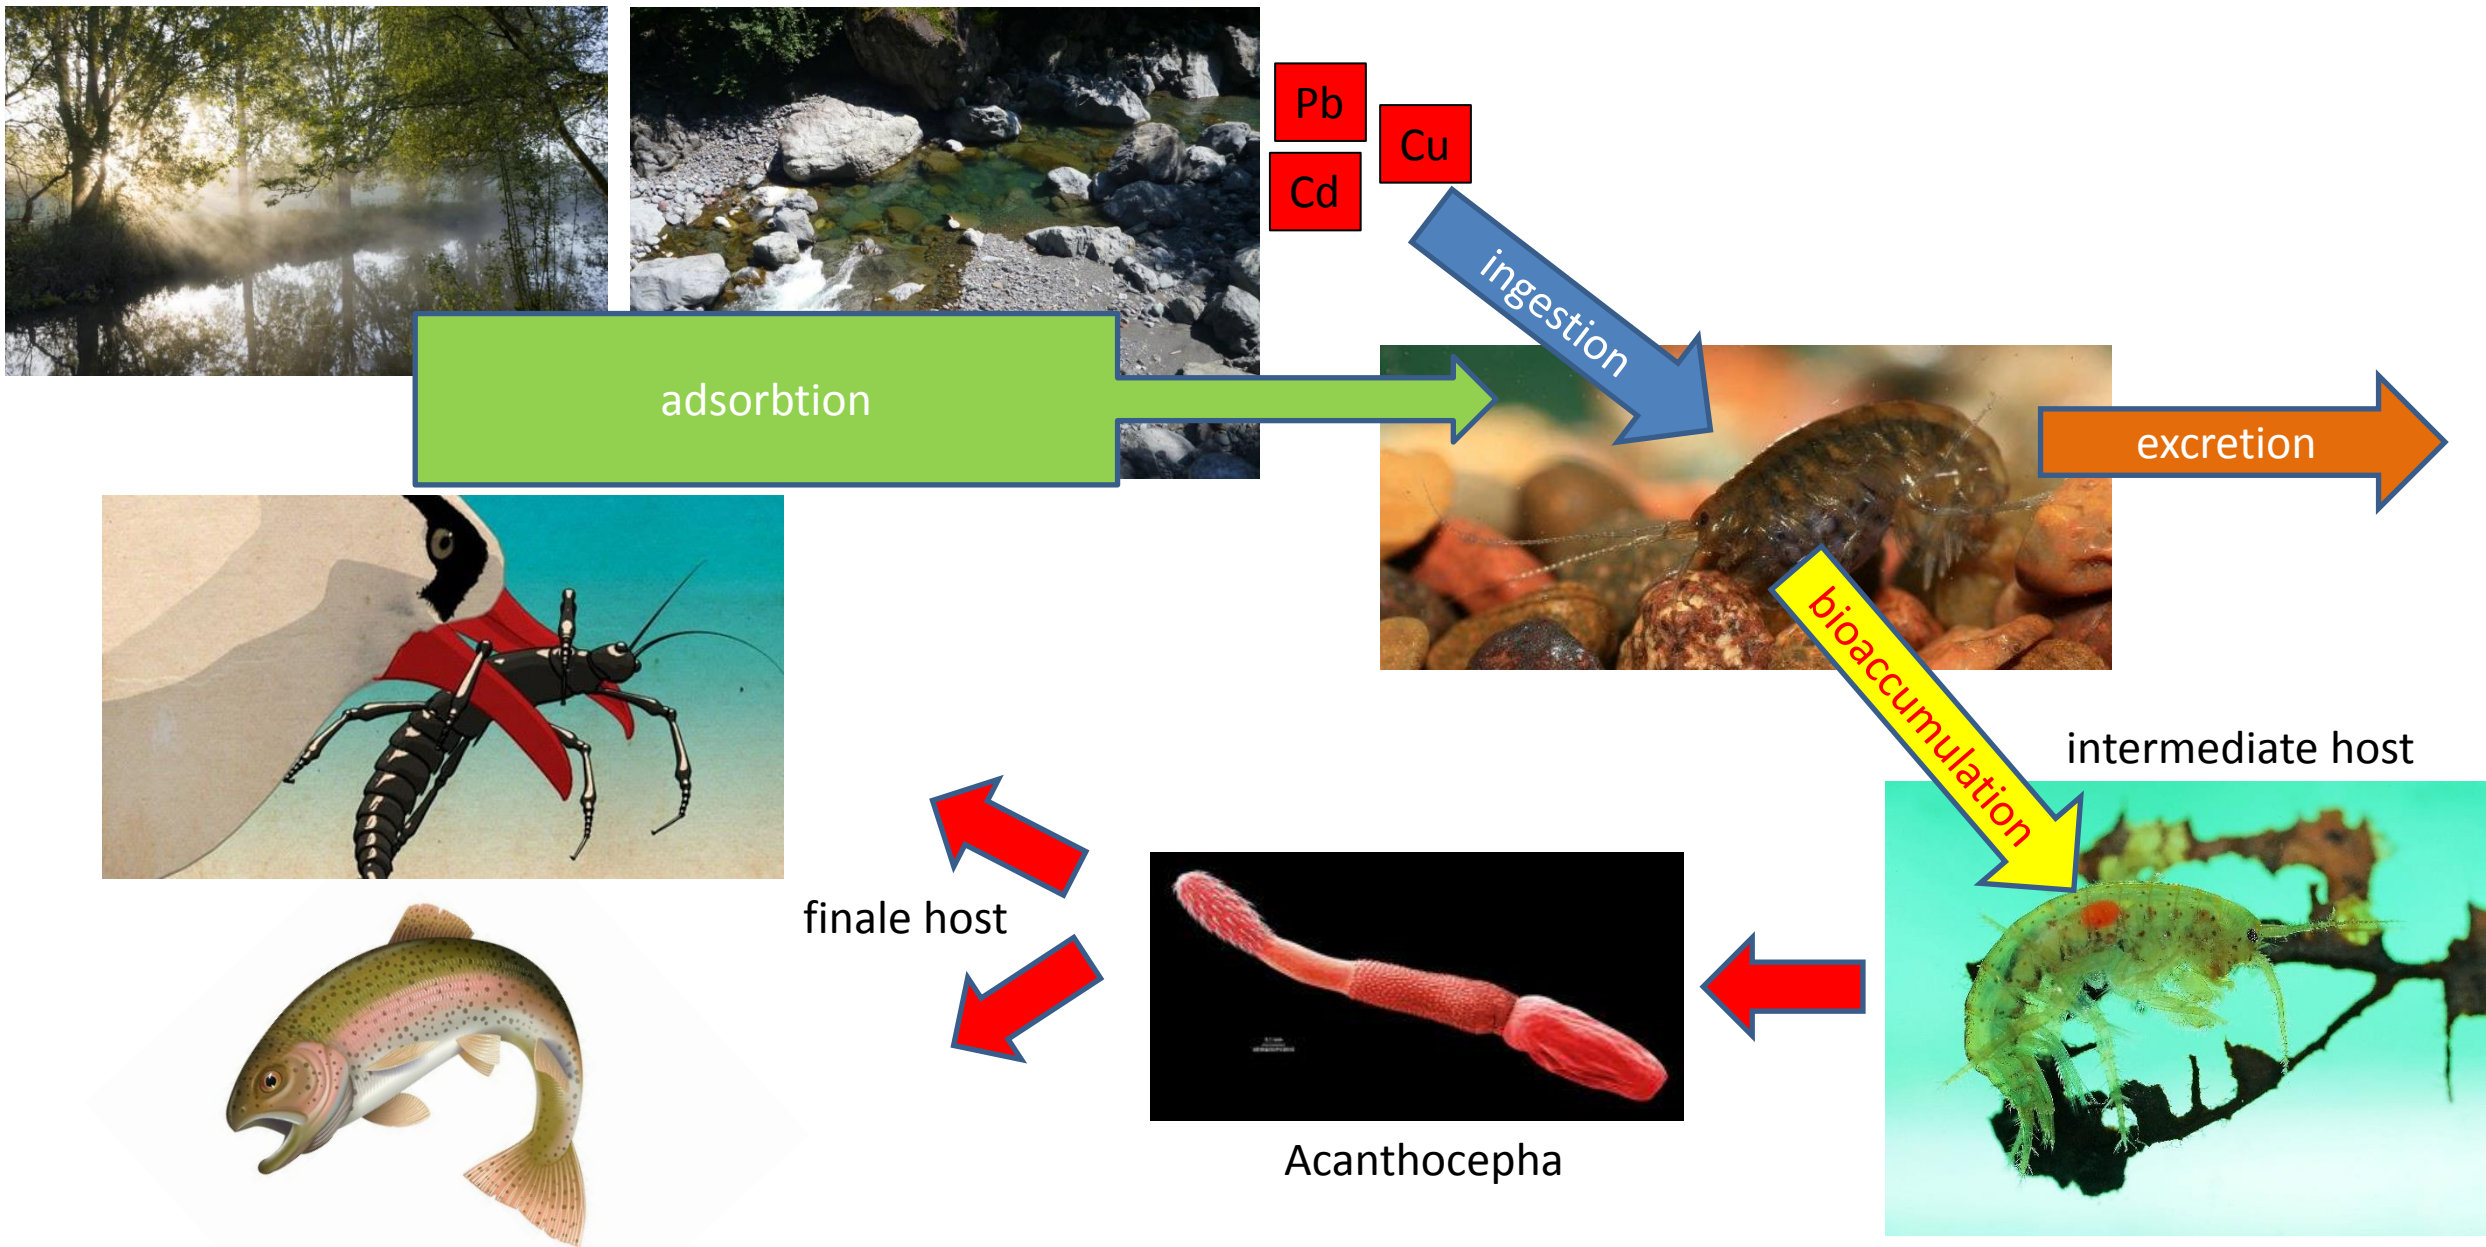 Pb
Cu
Cd
ingestion
adsorbtion
excretion
bioaccumulation
intermediate host
finale host
Acanthocepha